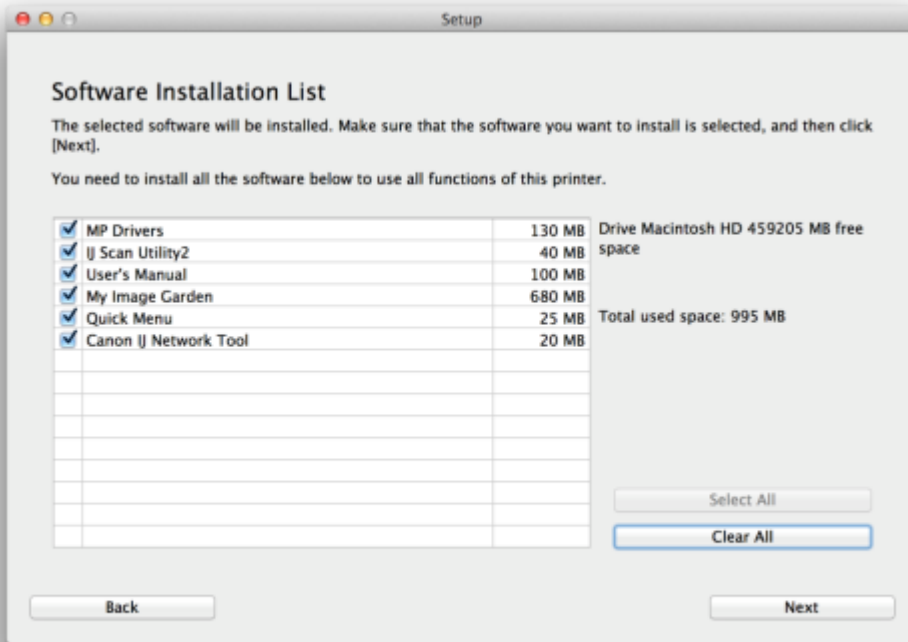 Setup
Software Installation List
The selected software will be installed. Make sure that the software you want to install is selected, and then click
[Next].
You need to install all the software below to use all functions of this printer.
MP Drivers 130 MB
IJ Scan Utility2 40 MB
User's Manual 100 MB
My Image Garden 680 MB
Quick Menu 25 MB
Canon IJ Network Tool 20 MB
Drive Macintosh HD 459205 MB free
space
Total used space: 995 MB
Select All
Clear All
Back
Next